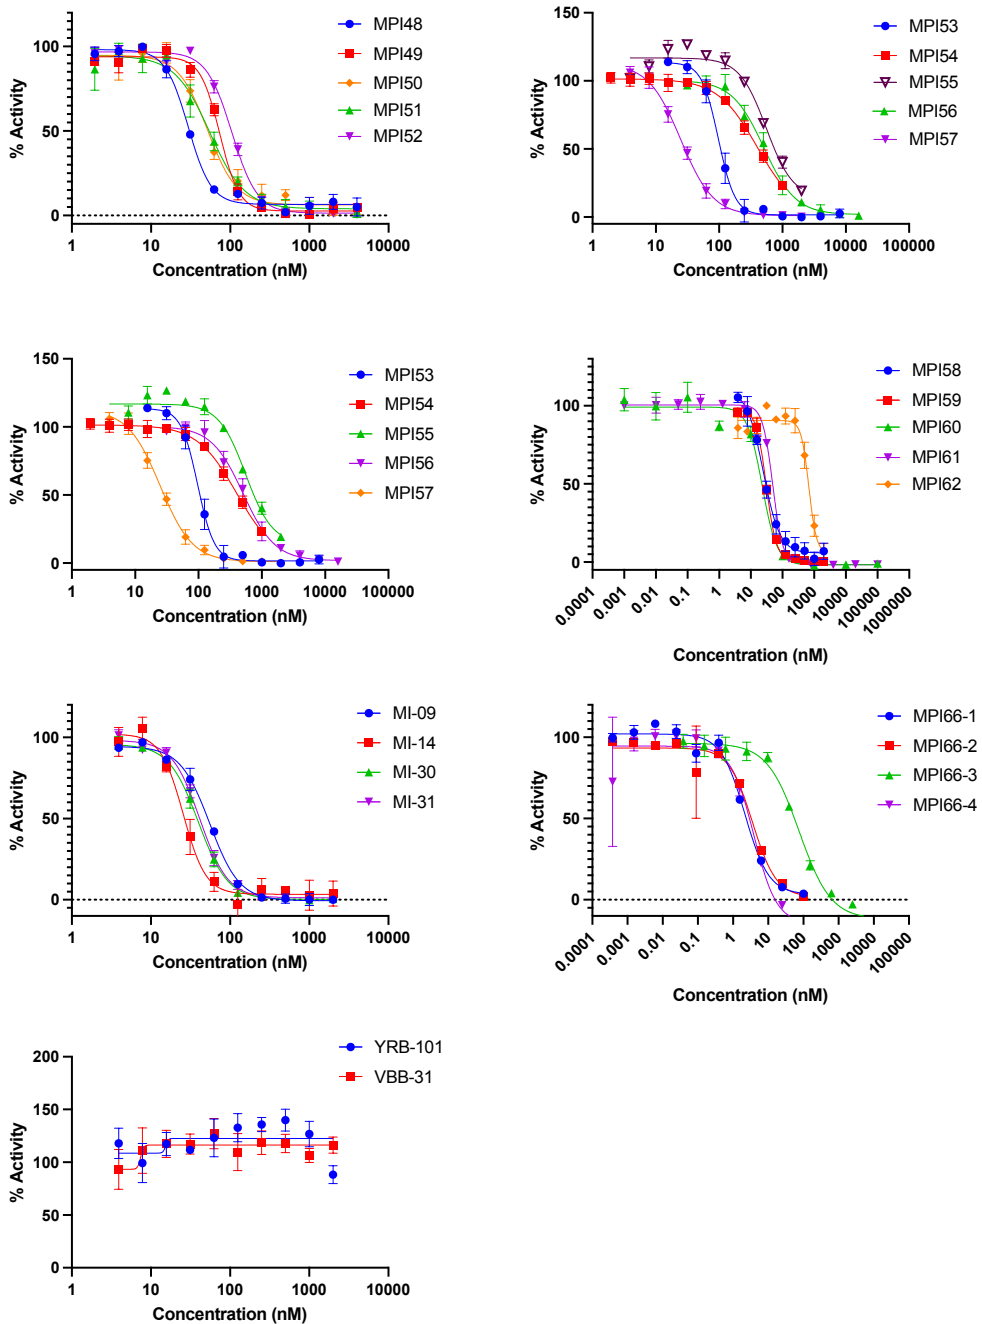 % Activity
100
50
0
1
10
100
1000
10000
Concentration (nM)
MPI48
MPI49
MPI50
MPI51
MPI52
% Activity
150
100
50
0
1
10
100
1000
10000
100000
Concentration (nM)
MPI53
MPI54
MPI55
MPI56
MPI57
% Activity
150
100
50
0
1
10
100
1000
10000
100000
Concentration (nM)
MPI53
MPI54
MPI55
MPI56
MPI57
% Activity
100
50
0
0.0001
0.001
0.01
0.1
1
10
100
1000
10000
100000
1000000
Concentration (nM)
MPI58
MPI59
MPI60
MPI61
MPI62
% Activity
100
50
0
1
10
100
1000
10000
Concentration (nM)
MI-09
MI-14
MI-30
MI-31
% Activity
100
50
0
0.0001
0.001
0.01
0.1
1
10
100
1000
10000
100000
Concentration (nM)
MPI66-1
MPI66-2
MPI66-3
MPI66-4
% Activity
200
150
100
50
0
1
10
100
1000
10000
Concentration (nM)
YRB-101
VBB-31